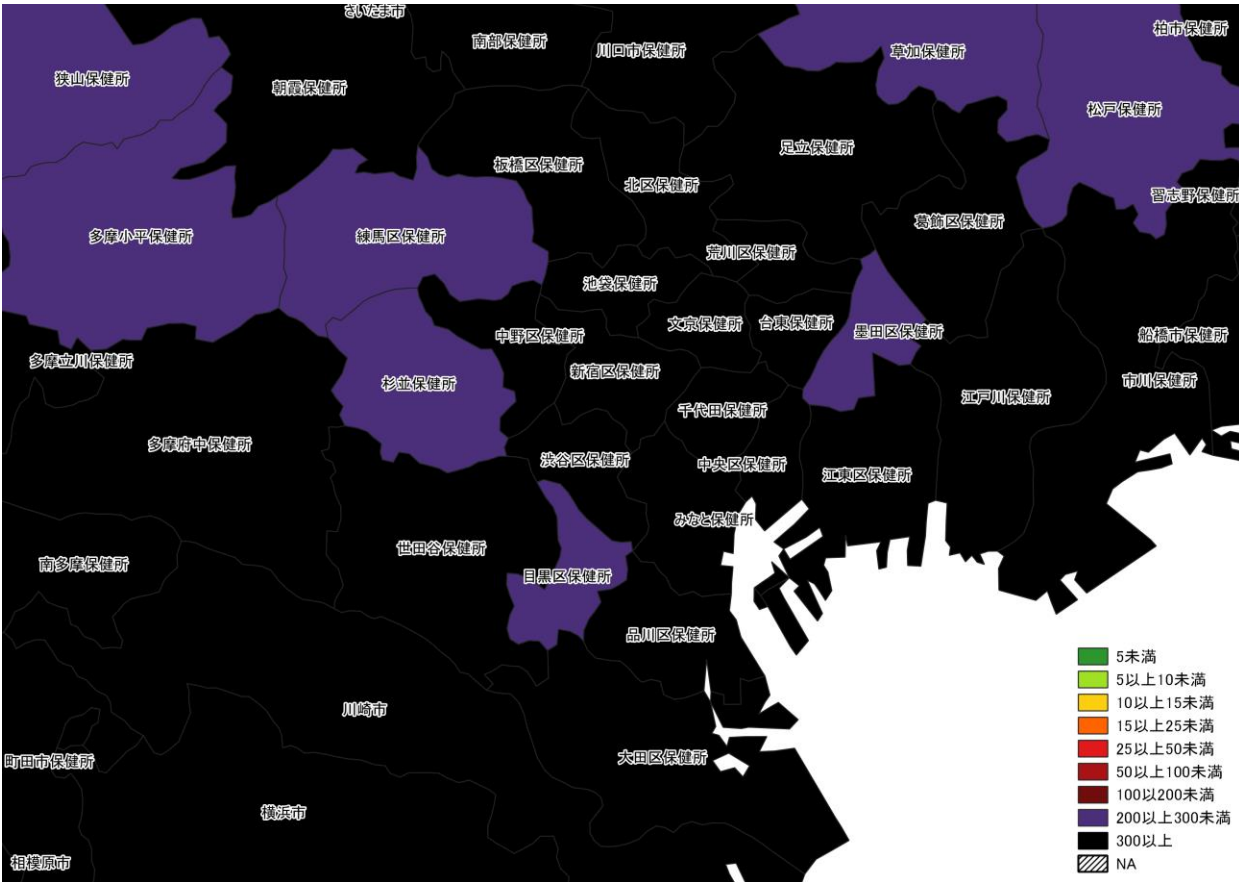 さいたま市
南部保健所
川口市保健所
柏市保健所
狭山保健所
朝霞保健所
草加保健所
松戸保健所
板橋区保健所
北区保健所
足立保健所
習志野保健所
多摩小平保健所
練馬区保健所
葛飾区保健所
荒川区保健所
池袋保健所
文京保健所
台東保健所
墨田区保健所
中野区保健所
船橋市保健所
多摩立川保健所
杉並保健所
新宿区保健所
市川保健所
千代田保健所
江戸川保健所
多摩府中保健所
渋谷区保健所
中央区保健所
江東区保健所
みなと保健所
南多摩保健所
世田谷保健所
目黒区保健所
品川区保健所
川崎市
町田市保健所
大田区保健所
横浜市
相模原市
5未満
5以上10未満
10以上15未満
15以上25未満
25以上50未満
50以上100未満
100以200未満
200以上300未満
300以上
NA